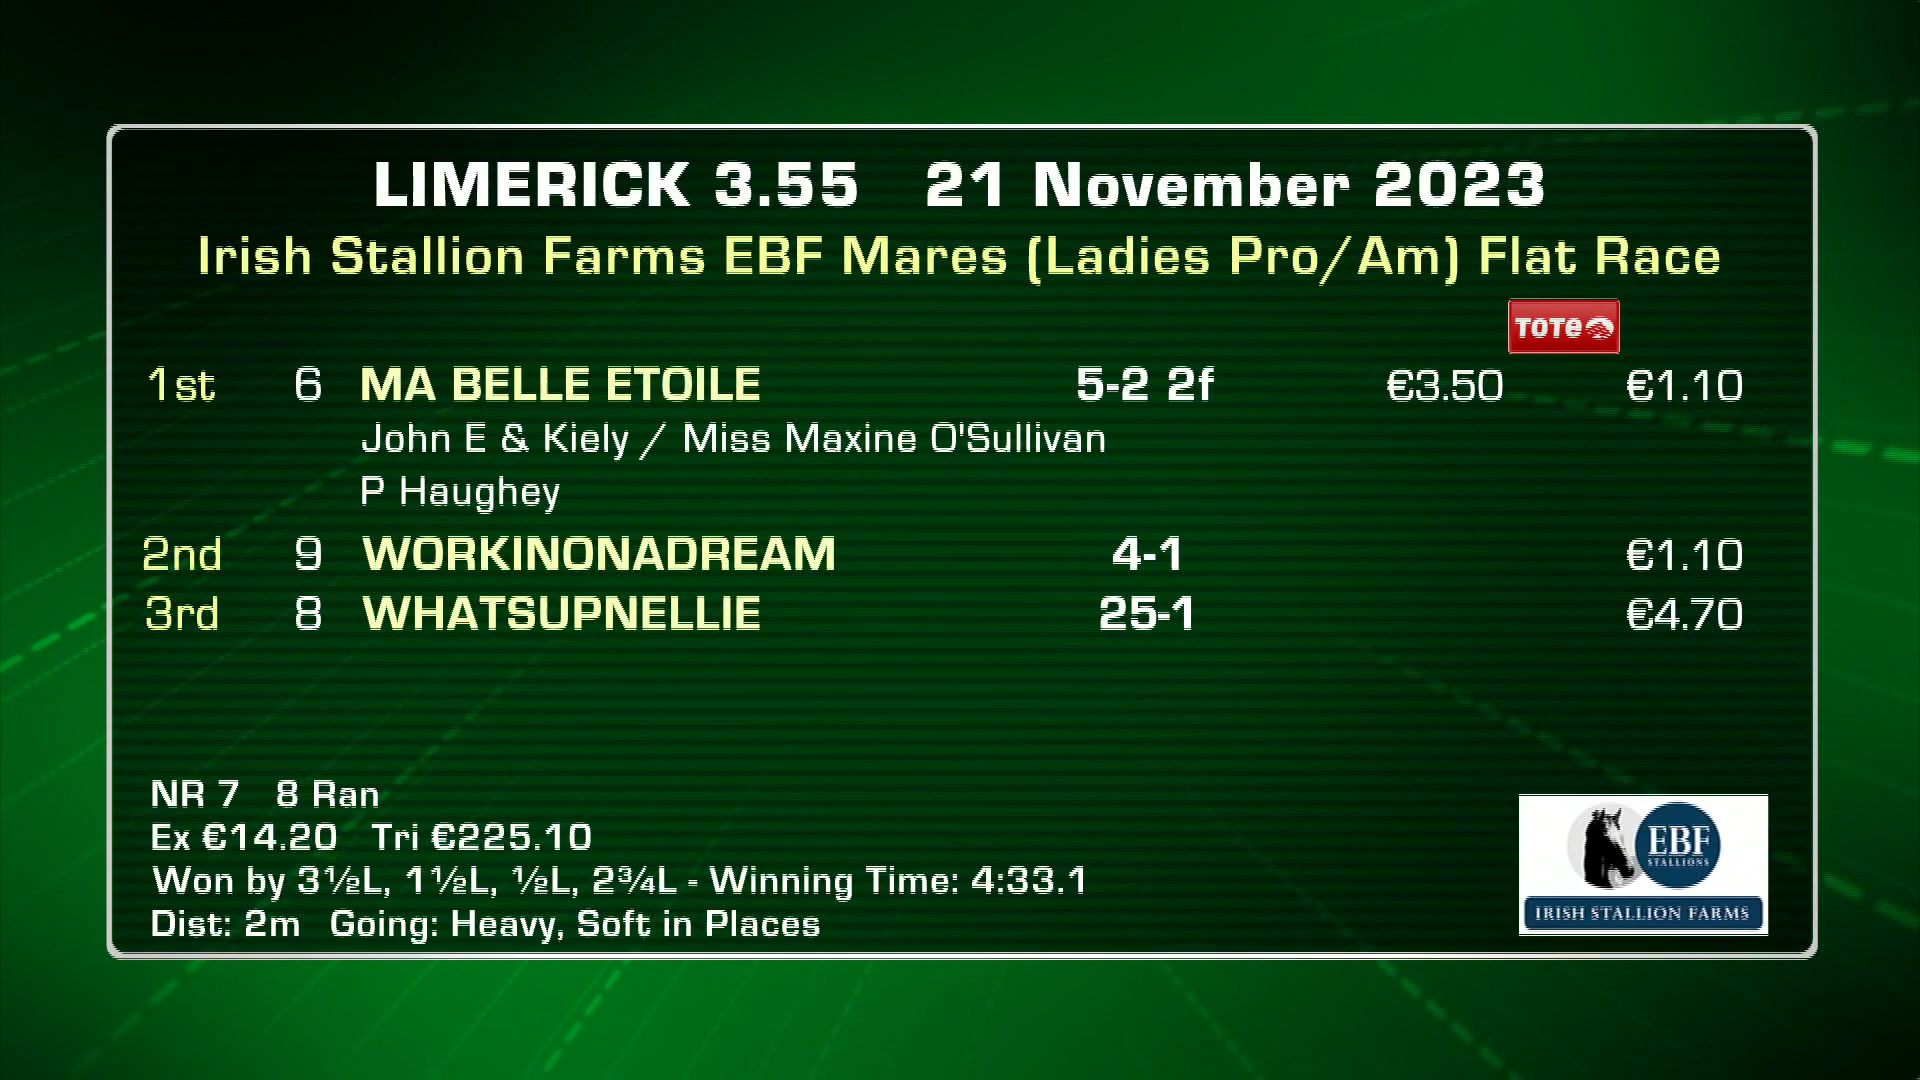 LIMERICK 3.55 21 November 2023
Irish Stallion Farms EBF Mares (Ladies Pro/Am) Flat Race
TOTE
1st 6 MA BELLE ETOILE 5-2 2f €3.50 €1.10
John E & Kiely / Miss Maxine O'Sullivan
P Haughey
2nd 9 WORKINONADREAM 4-1 €1.10
3rd 8 WHATSUPNELLIE 25-1 €4.70
NR 7 8 Ran
Ex €14.20 Tri €225.10
Won by 3½L, 1½L, ½L, 2¾L - Winning Time: 4:33.1
Dist: 2m Going: Heavy, Soft in Places
EBF
STALLIONS
IRISH STALLION FARMS